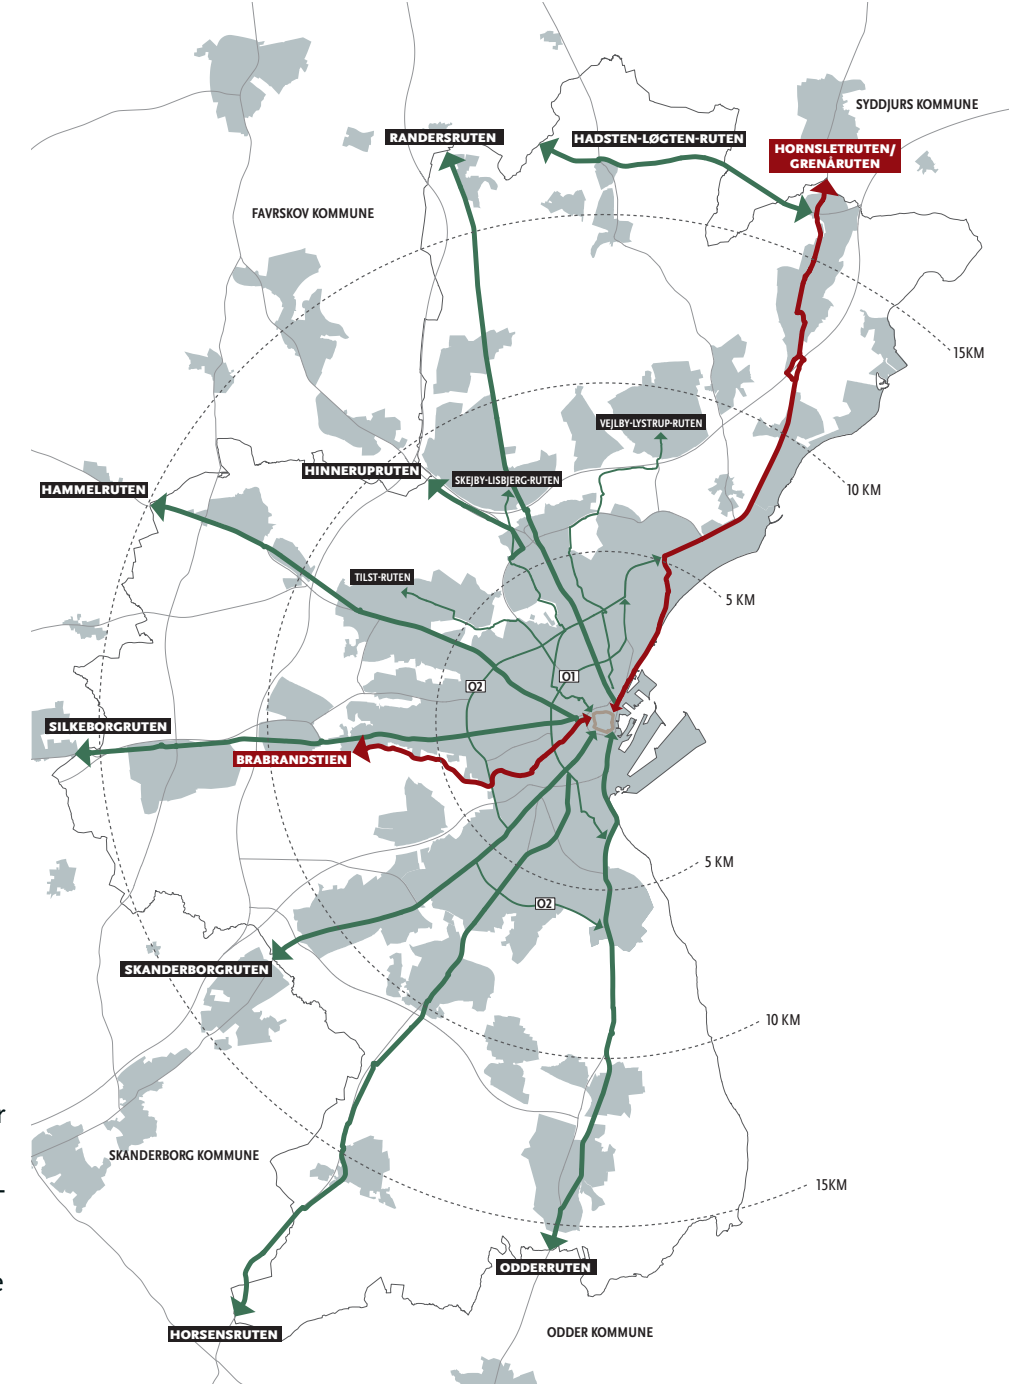 SYDDJURS KOMMUNE
RANDERSRUTEN
HADSTEN-LØGTEN-RUTEN
HORNSLETRUTEN/
GRENÅRUTEN
FAVRSKOV KOMMUNE
15KM
VEJLBY-LYSTRUP-RUTEN
HINNERUPRUTEN
SKEJBY-LISBJERG-RUTEN
HAMMELRUTEN
10 KM
TILST-RUTEN
5 KM
O1
O2
SILKEBORGRUTEN
BRABRANDSTIEN
5 KM
O2
SKANDERBORGRUTEN
10 KM
r
SKANDERBORG KOMMUNE
15KM
-
ODDERRUTEN
e
HORSENSRUTEN
ODDER KOMMUNE